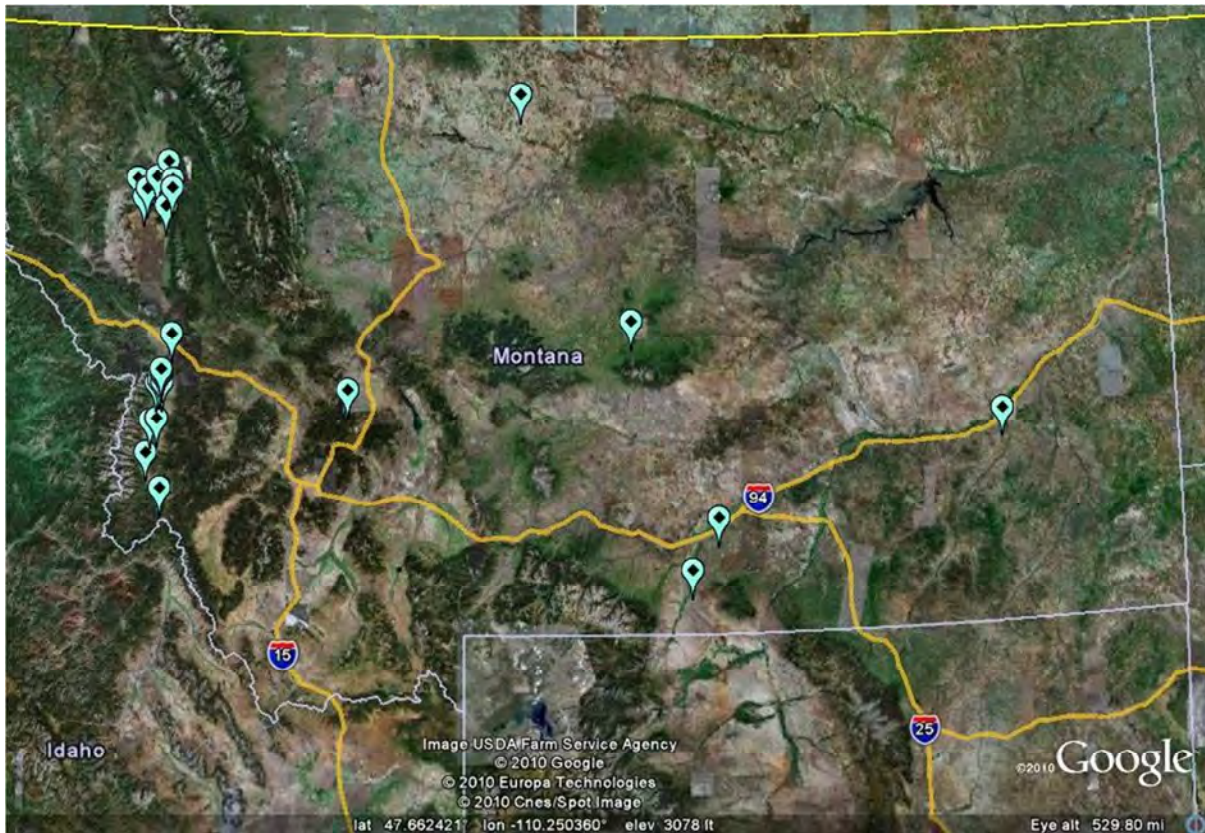 Montana
94
15
25
Idaho
Image USDA Farm Service Agency
© 2010 Google
© 2010 Europa Technologies
© 2010 Cnes/Spot Image
©2010 Google
lat 47.662421° lon -110.250360° elev 3078 ft
Eye alt 529.80 mi